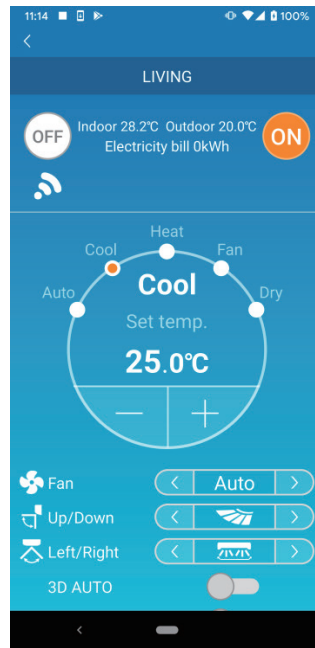 11:14 100%
LIVING
OFF Indoor 28.2℃ Outdoor 20.0℃ ON
Electricity bill 0kWh
Heat
Cool Fan
Auto Cool Dry
Set temp.
25.0℃
− +
Fan < Auto >
Up/Down < >
Left/Right < >
3D AUTO